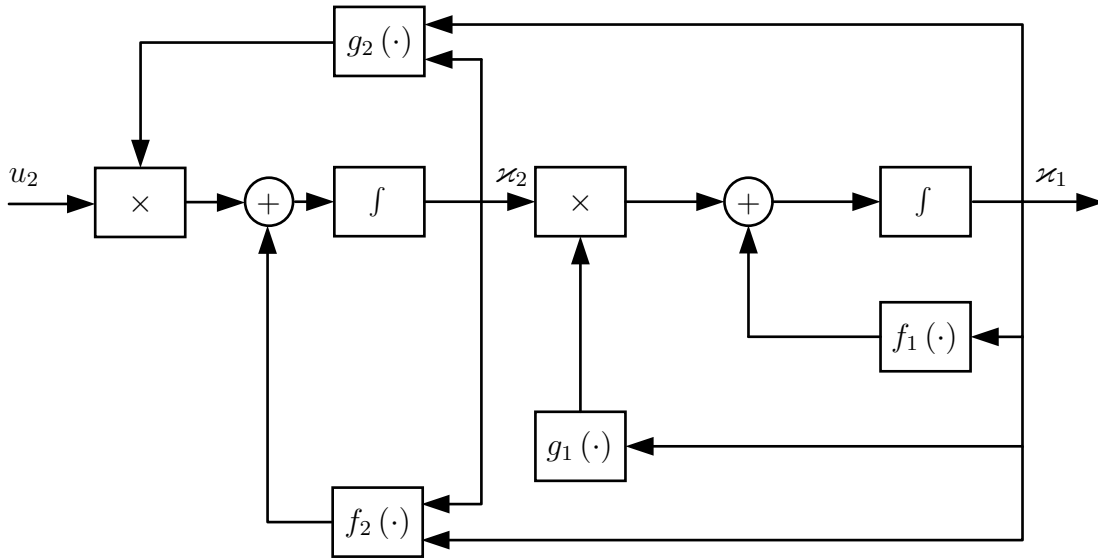 g₂ (·)
u₂
×
+
∫
ϰ₂
×
+
∫
ϰ₁
f₁ (·)
g₁ (·)
f₂ (·)